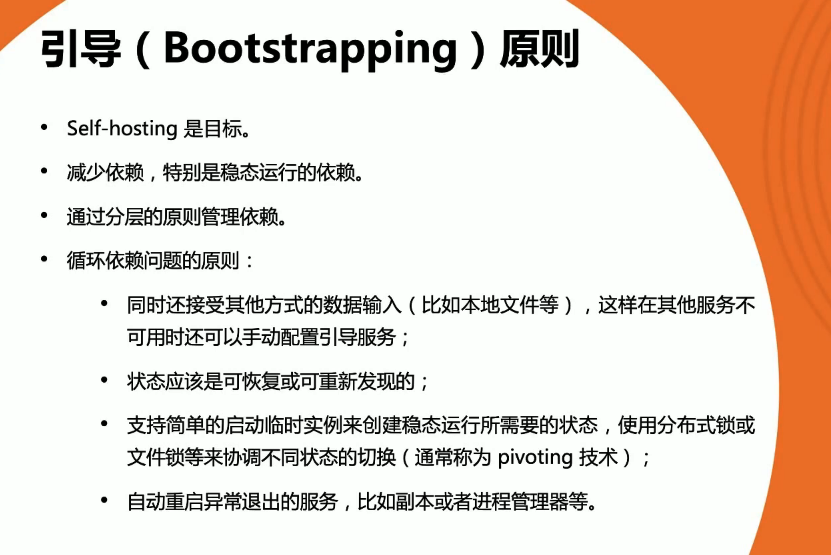 引导（Bootstrapping）原则
• Self-hosting 是目标。
• 减少依赖，特别是稳态运行的依赖。
• 通过分层的原则管理依赖。
• 循环依赖问题的原则：
• 同时还接受其他方式的数据输入（比如本地文件等），这样在其他服务不
可用时还可以手动配置引导服务；
• 状态应该是可恢复或可重新发现的；
• 支持简单的启动临时实例来创建稳态运行所需要的状态，使用分布式锁或
文件锁等来协调不同状态的切换（通常称为 pivoting 技术）；
• 自动重启异常退出的服务，比如副本或者进程管理器等。